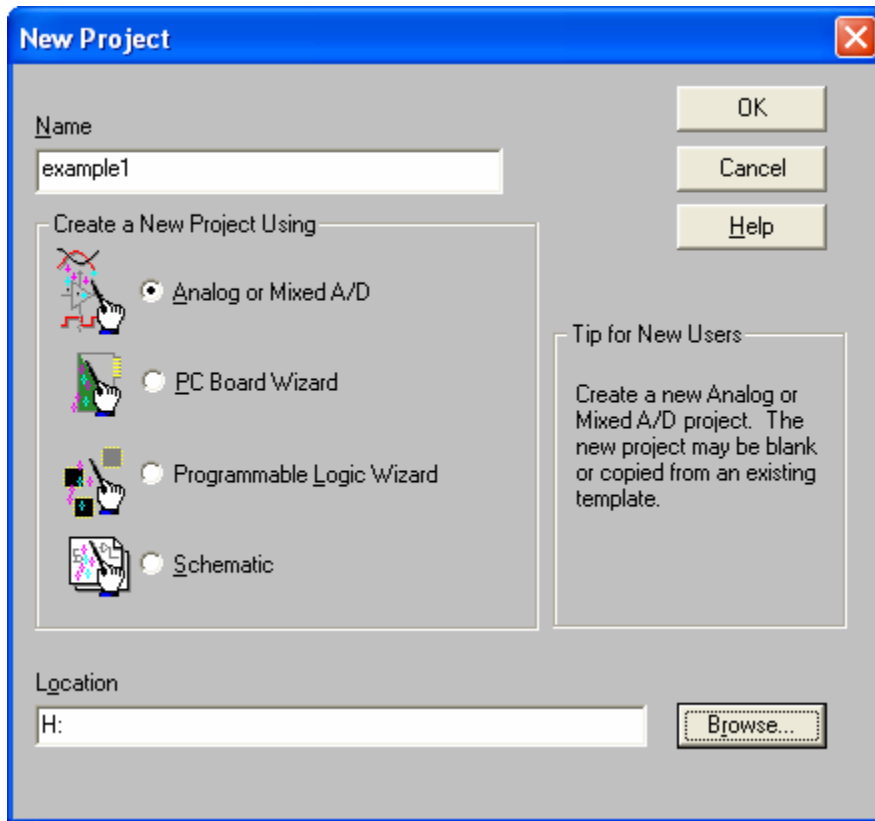 New Project
OK
Name
example1
Cancel
Help
Create a New Project Using
Analog or Mixed A/D
PC Board Wizard
Programmable Logic Wizard
Schematic
Tip for New Users
Create a new Analog or
Mixed A/D project. The
new project may be blank
or copied from an existing
template.
Location
H:
Browse...